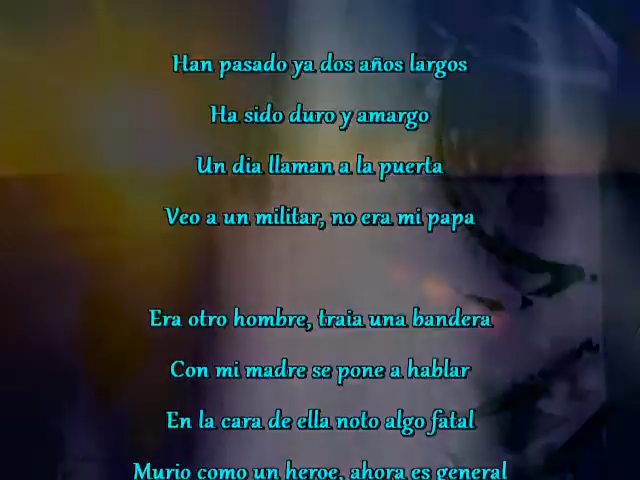 Han pasado ya dos años largos
Ha sido duro y amargo
Un dia llaman a la puerta
Veo a un militar, no era mi papa
Era otro hombre, traia una bandera
Con mi madre se pone a hablar
En la cara de ella noto algo fatal
Murio como un heroe, ahora es general